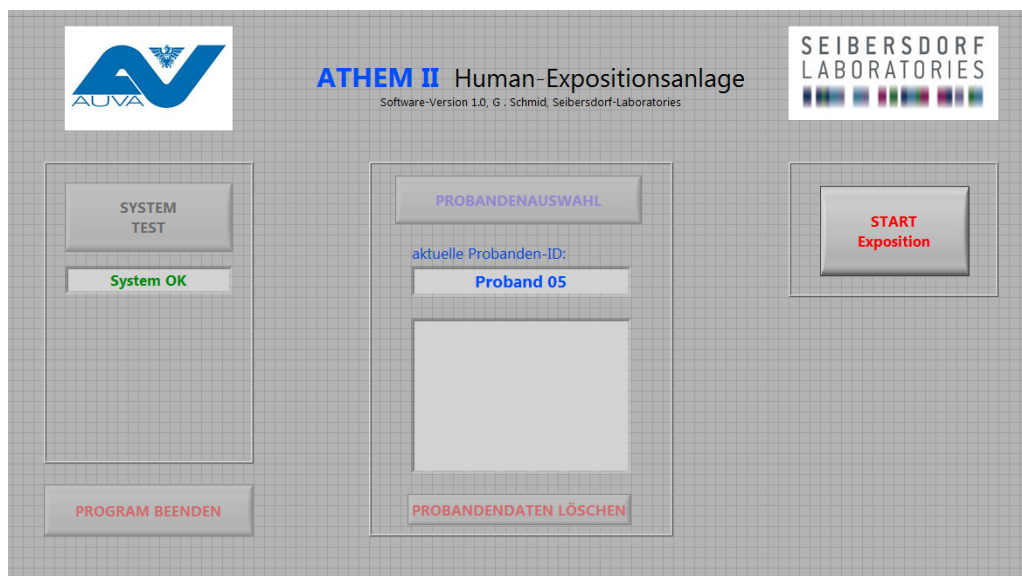 AUVA
ATHEM II Human-Expositionsanlage
Software-Version 1.0, G . Schmid, Seibersdorf-Laboratories
SEIBERSDORF
LABORATORIES
SYSTEM
TEST
System OK
PROGRAM BEENDEN
PROBANDENAUSWAHL
aktuelle Probanden-ID:
Proband 05
PROBANDENDATEN LÖSCHEN
START
Exposition